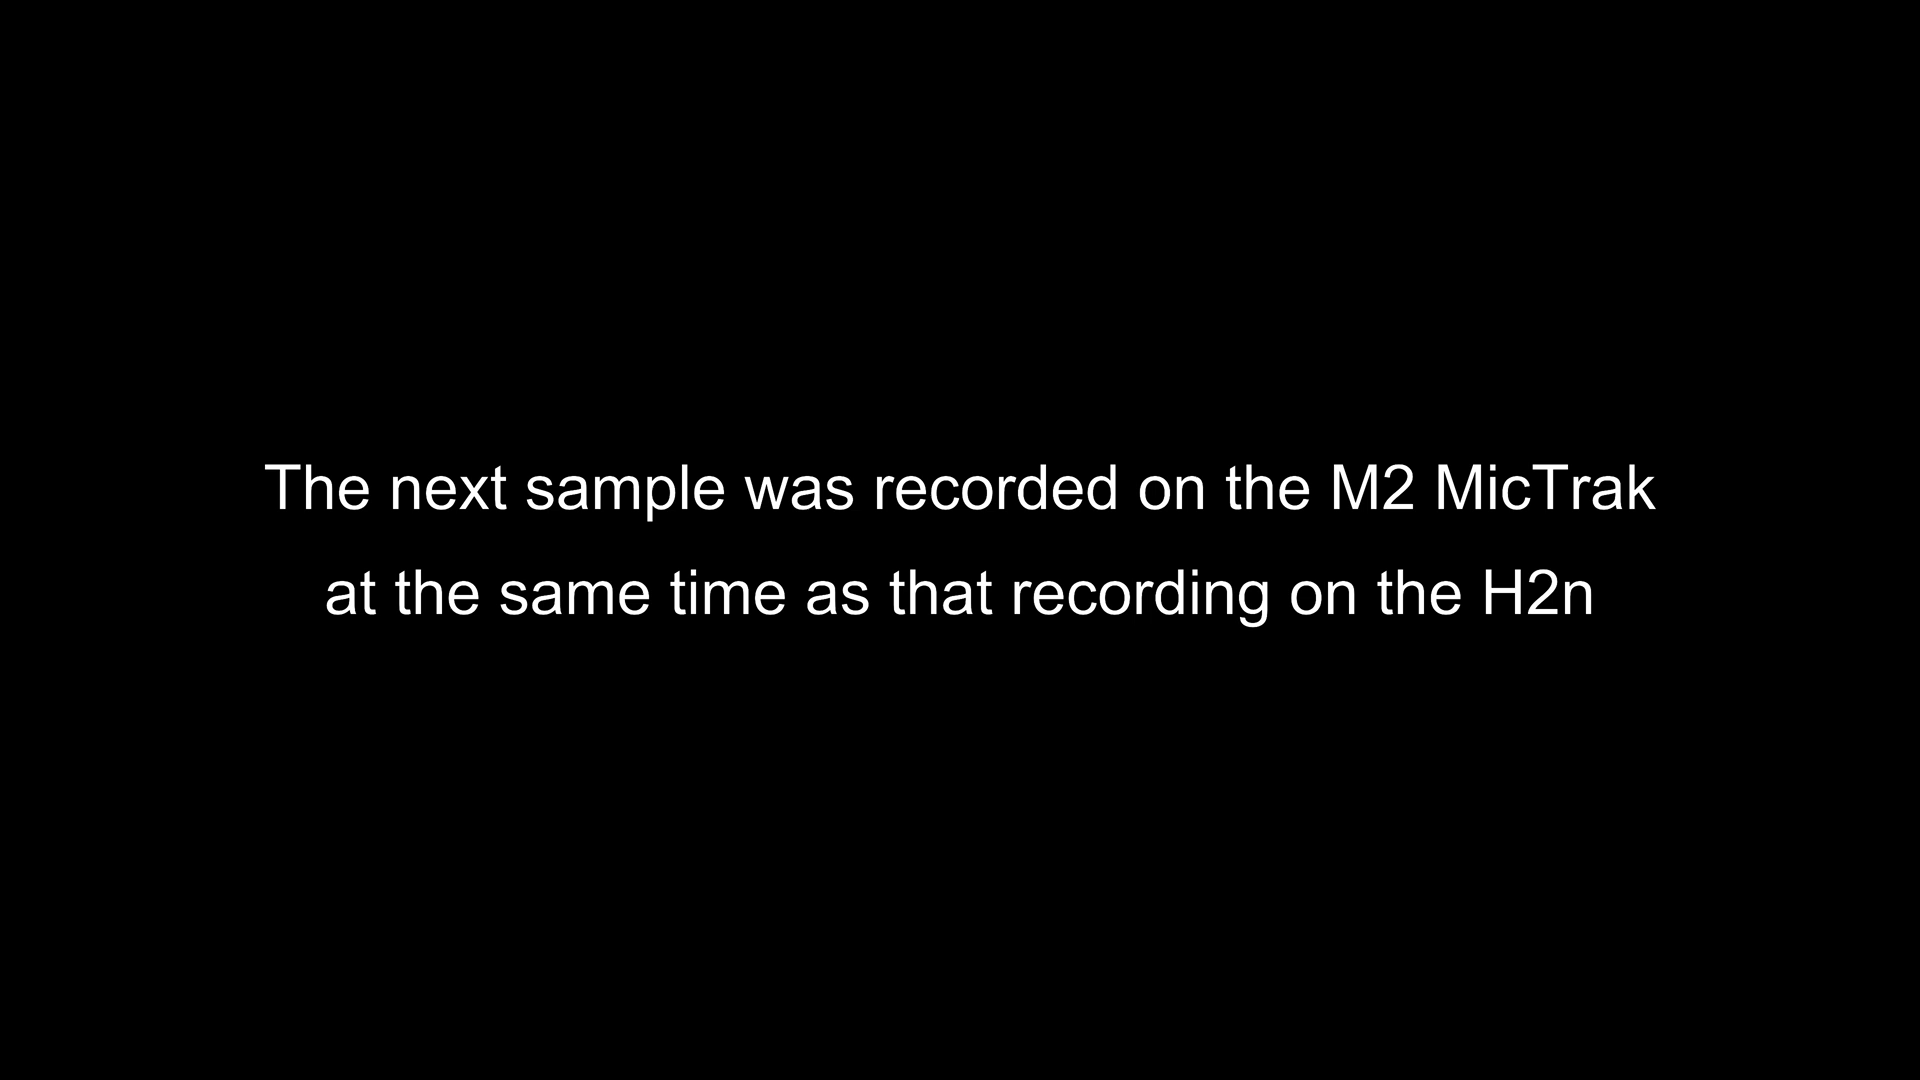 The next sample was recorded on the M2 MicTrak
at the same time as that recording on the H2n